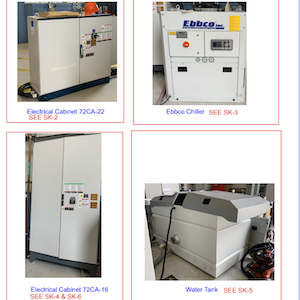 Ebbco INC
Electrical Cabinet 72CA-22
SEE SK-2
Ebbco Chiller SEE SK-3
Electrical Cabinet 72CA-16
SEE SK-4 & SK-6
Water Tank SEE SK-5